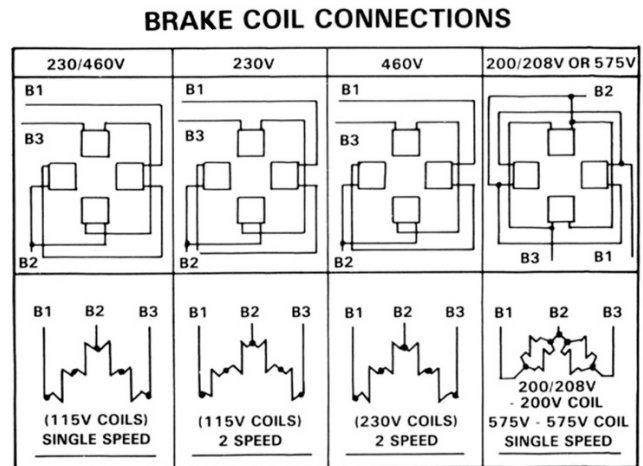 BRAKE COIL CONNECTIONS
230/460V 230V 460V 200/208V OR 575V
B1 B1 B1 B2
B3 B3 B3
B2 B2 B2 B3 B1
B1 B2 B3 B1 B2 B3 B1 B2 B3 B1 B2 B3
(115V COILS) (115V COILS) (230V COILS) 200/208V
SINGLE SPEED 2 SPEED 2 SPEED - 200V COIL
575V - 575V COIL
SINGLE SPEED